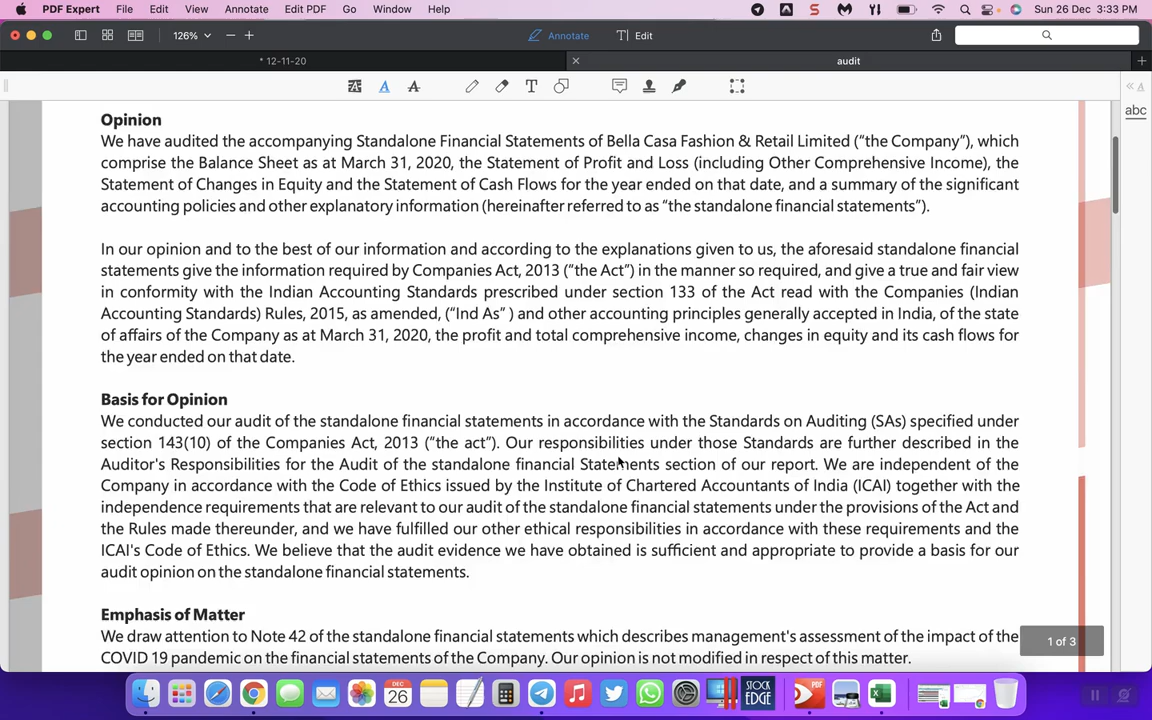 PDF Expert File Edit View Annotate Edit PDF Go Window Help Sun 26 Dec 3:33 PM
126% Annotate Edit
* 12-11-20 audit
abc
Opinion
We have audited the accompanying Standalone Financial Statements of Bella Casa Fashion & Retail Limited (“the Company”), which
comprise the Balance Sheet as at March 31, 2020, the Statement of Profit and Loss (including Other Comprehensive Income), the
Statement of Changes in Equity and the Statement of Cash Flows for the year ended on that date, and a summary of the significant
accounting policies and other explanatory information (hereinafter referred to as “the standalone financial statements”).
In our opinion and to the best of our information and according to the explanations given to us, the aforesaid standalone financial
statements give the information required by Companies Act, 2013 (“the Act”) in the manner so required, and give a true and fair view
in conformity with the Indian Accounting Standards prescribed under section 133 of the Act read with the Companies (Indian
Accounting Standards) Rules, 2015, as amended, (“Ind As” ) and other accounting principles generally accepted in India, of the state
of affairs of the Company as at March 31, 2020, the profit and total comprehensive income, changes in equity and its cash flows for
the year ended on that date.
Basis for Opinion
We conducted our audit of the standalone financial statements in accordance with the Standards on Auditing (SAs) specified under
section 143(10) of the Companies Act, 2013 (“the act”). Our responsibilities under those Standards are further described in the
Auditor's Responsibilities for the Audit of the standalone financial Statements section of our report. We are independent of the
Company in accordance with the Code of Ethics issued by the Institute of Chartered Accountants of India (ICAI) together with the
independence requirements that are relevant to our audit of the standalone financial statements under the provisions of the Act and
the Rules made thereunder, and we have fulfilled our other ethical responsibilities in accordance with these requirements and the
ICAI's Code of Ethics. We believe that the audit evidence we have obtained is sufficient and appropriate to provide a basis for our
audit opinion on the standalone financial statements.
Emphasis of Matter
We draw attention to Note 42 of the standalone financial statements which describes management's assessment of the impact of the
COVID 19 pandemic on the financial statements of the Company. Our opinion is not modified in respect of this matter.
1 of 3
DEC
26
STOCK
EDGE
PDF